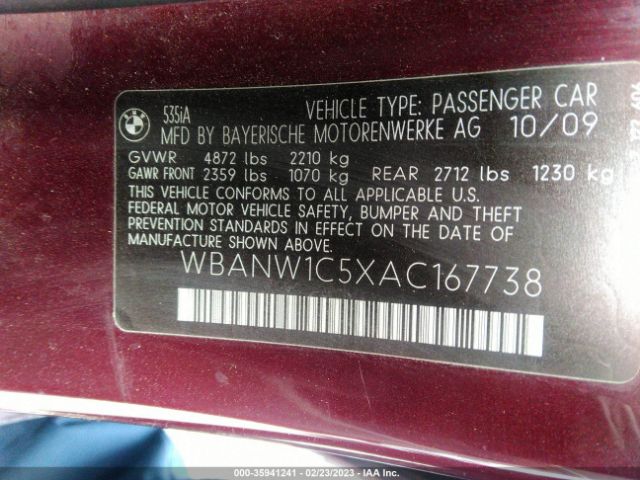 BMW
535iA VEHICLE TYPE: PASSENGER CAR
MFD BY BAYERISCHE MOTORENWERKE AG 10/09
GVWR 4872 lbs 2210 kg
GAWR FRONT 2359 lbs 1070 kg REAR 2712 lbs 1230 kg
THIS VEHICLE CONFORMS TO ALL APPLICABLE U.S.
FEDERAL MOTOR VEHICLE SAFETY, BUMPER AND THEFT
PREVENTION STANDARDS IN EFFECT ON THE DATE OF
MANUFACTURE SHOWN ABOVE.
WBANW1C5XAC167738
000-35941241 - 02/23/2023 - IAA Inc.